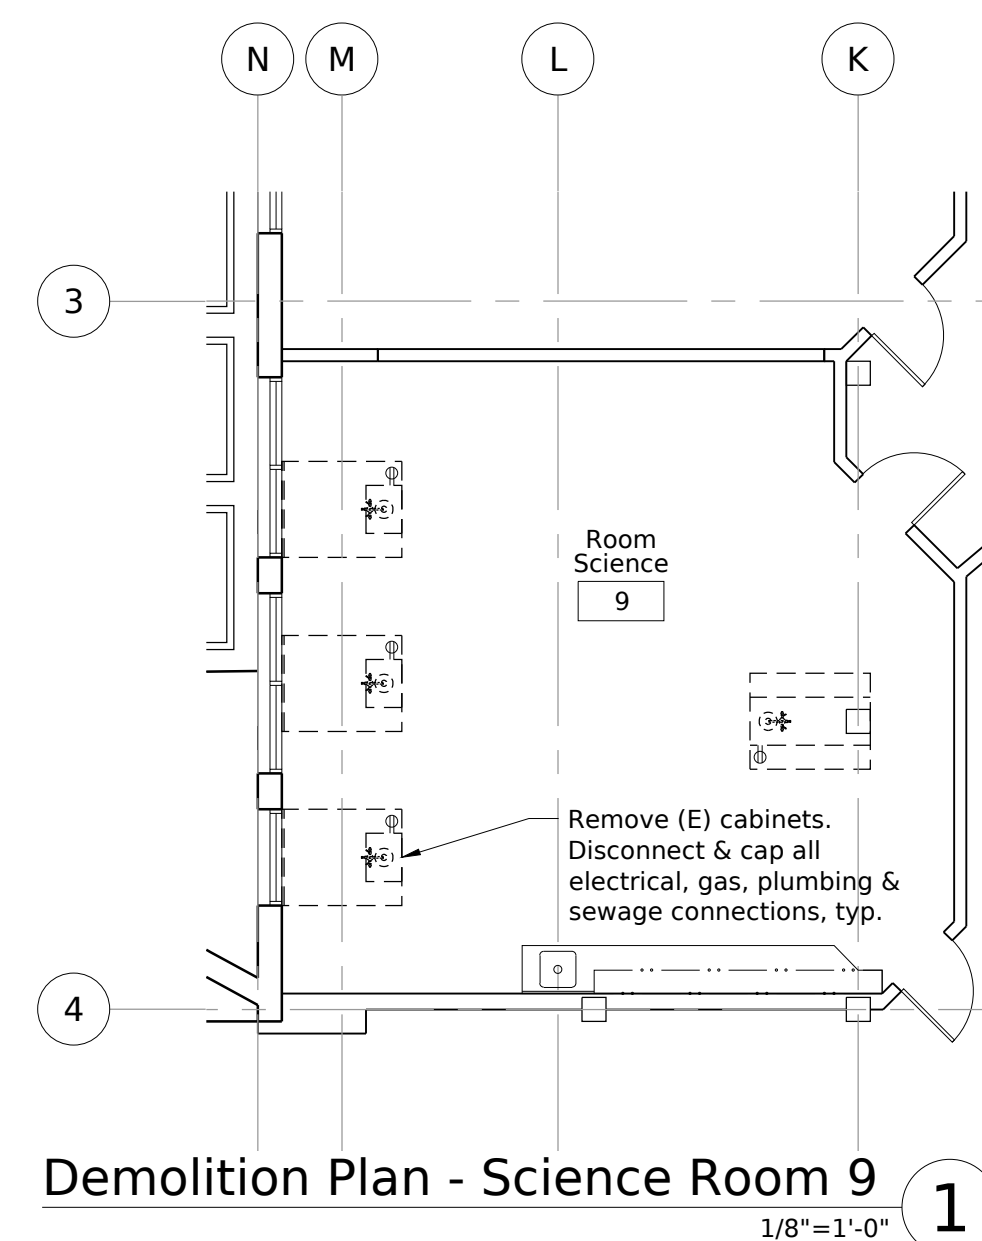 N M L K
3
Room
Science
9
Remove (E) cabinets.
Disconnect & cap all
electrical, gas, plumbing &
sewage connections, typ.
4
Demolition Plan - Science Room 9
1
1/8"=1'-0"